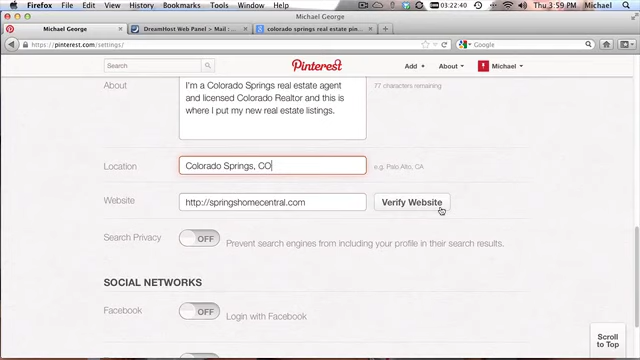 Firefox File Edit View History Bookmarks Tools Window Help
03:22:40
Thu 3:59 PM Michael
Michael George
Michael George
DreamHost Web Panel > Mail : ...
colorado springs real estate pin...
https://pinterest.com/settings/
Google
Search
Pinterest
Add +
About
Michael
About
I'm a Colorado Springs real estate agent
and licensed Colorado Realtor and this is
where I put my new real estate listings.
77 characters remaining
Location
Colorado Springs, CO
e.g. Palo Alto, CA
Website
http://springshomecentral.com
Verify Website
Search Privacy
OFF
Prevent search engines from including your profile in their search results.
SOCIAL NETWORKS
Facebook
OFF
Login with Facebook
Scroll
to Top